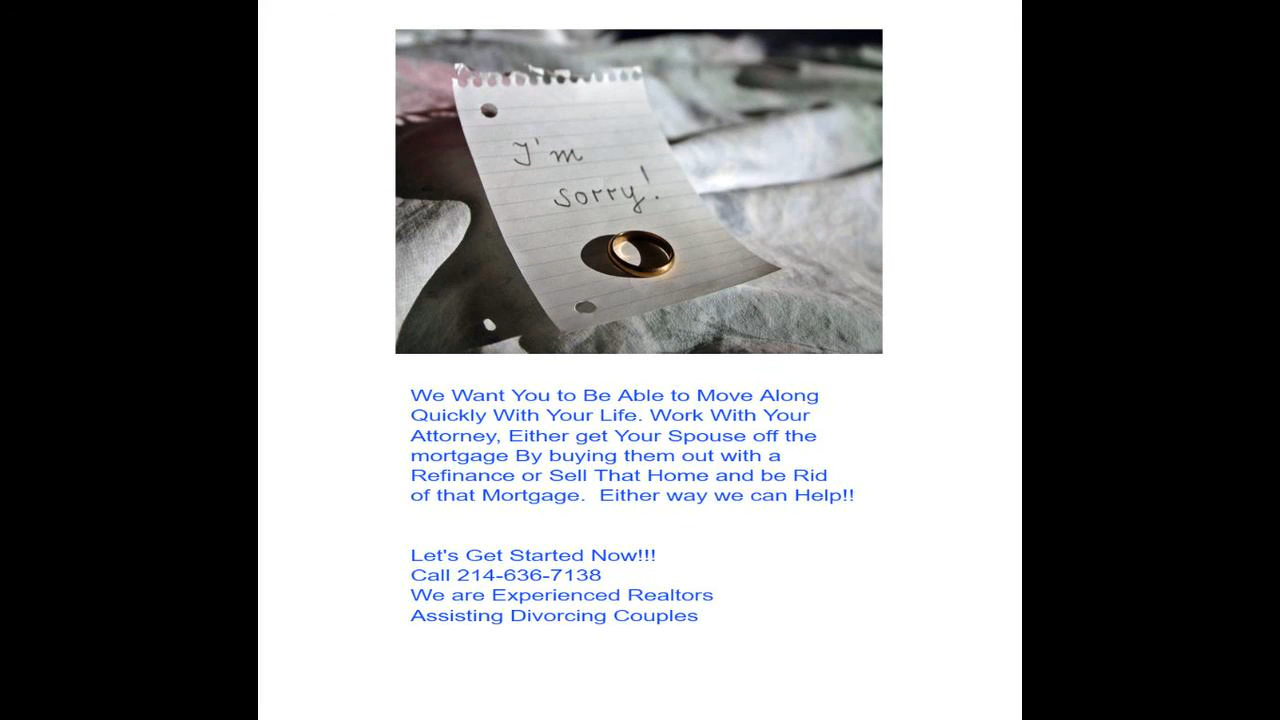 I'm
sorry!
We Want You to Be Able to Move Along
Quickly With Your Life. Work With Your
Attorney, Either get Your Spouse off the
mortgage By buying them out with a
Refinance or Sell That Home and be Rid
of that Mortgage.  Either way we can Help!!
Let's Get Started Now!!!
Call 214-636-7138
We are Experienced Realtors
Assisting Divorcing Couples